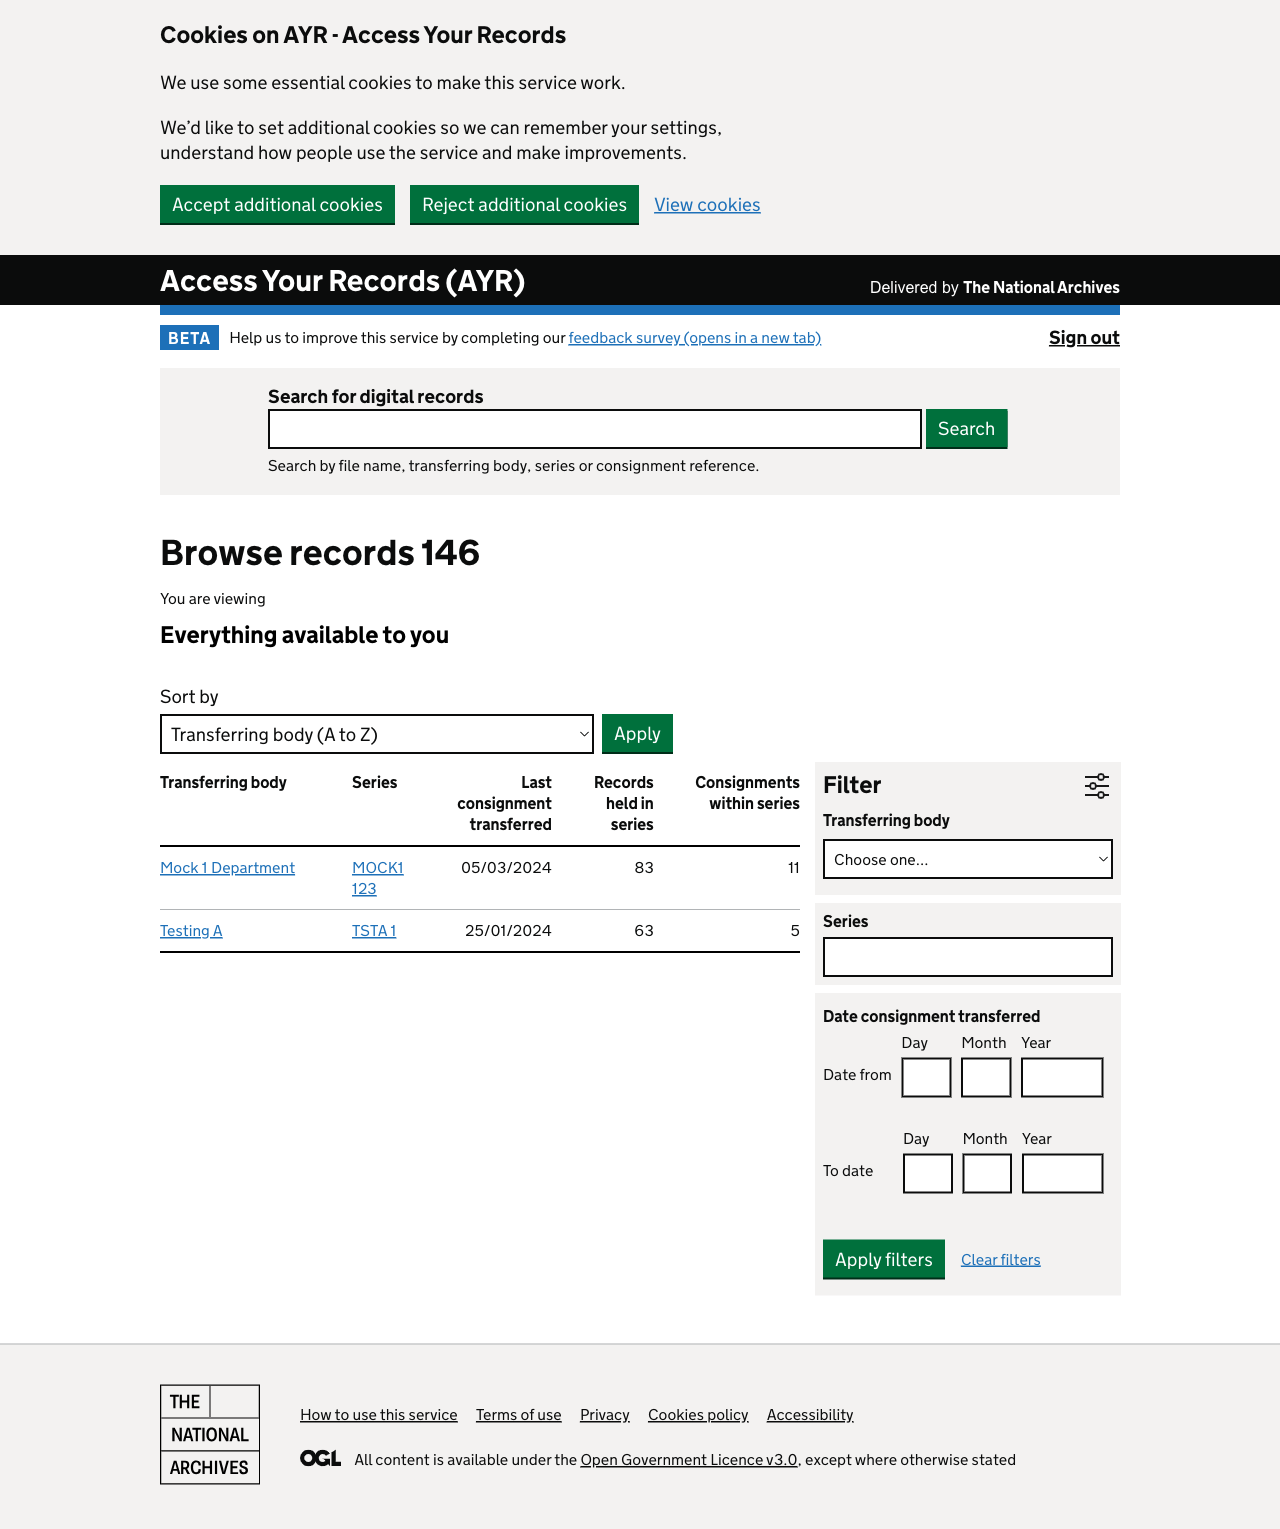 Cookies on AYR - Access Your Records
We use some essential cookies to make this service work.
We’d like to set additional cookies so we can remember your settings,
understand how people use the service and make improvements.
Accept additional cookies Reject additional cookies View cookies
Access Your Records (AYR) Delivered by The National Archives
BETA Help us to improve this service by completing our feedback survey (opens in a new tab) Sign out
Search for digital records
Search
Search by file name, transferring body, series or consignment reference.
Browse records 146
You are viewing
Everything available to you
Sort by
Transferring body (A to Z) Apply
Transferring body Series Last consignment transferred Records held in series Consignments within series
Mock 1 Department MOCK1 123 05/03/2024 83 11
Testing A TSTA 1 25/01/2024 63 5
Filter
Transferring body
Choose one...
Series
Date consignment transferred
Day Month Year
Date from
Day Month Year
To date
Apply filters Clear filters
THE
NATIONAL
ARCHIVES
How to use this service Terms of use Privacy Cookies policy Accessibility
OGL All content is available under the Open Government Licence v3.0, except where otherwise stated